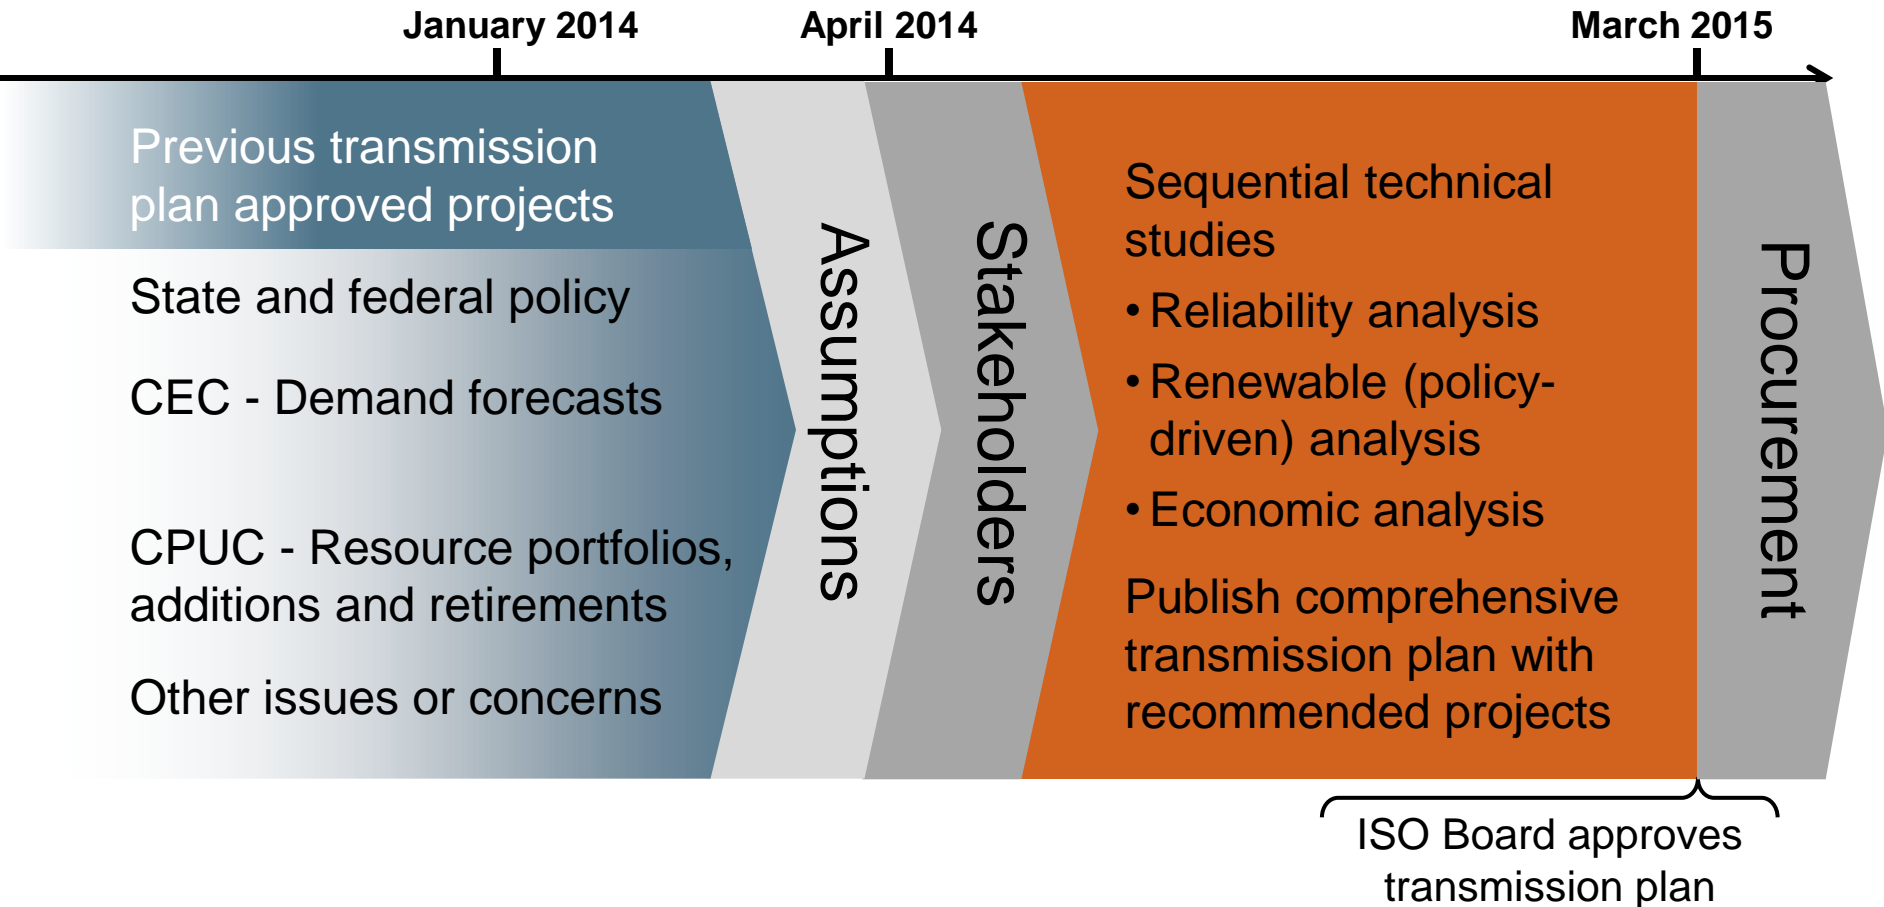 January 2014
April 2014
March 2015
Previous transmission
plan approved projects
State and federal policy
CEC - Demand forecasts
CPUC - Resource portfolios,
additions and retirements
Other issues or concerns
Assumptions
Stakeholders
Sequential technical
studies
• Reliability analysis
• Renewable (policy-
driven) analysis
• Economic analysis
Publish comprehensive
transmission plan with
recommended projects
Procurement
ISO Board approves
transmission plan